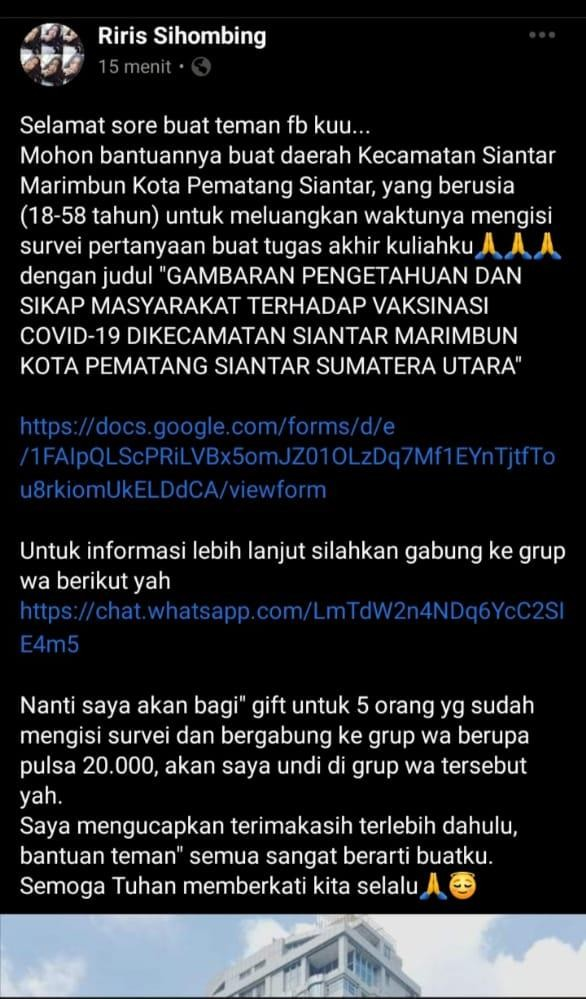 Riris Sihombing
15 menit •
Selamat sore buat teman fb kuu...
Mohon bantuannya buat daerah Kecamatan Siantar
Marimbun Kota Pematang Siantar, yang berusia
(18-58 tahun) untuk meluangkan waktunya mengisi
survei pertanyaan buat tugas akhir kuliahku🙏🙏🙏
dengan judul "GAMBARAN PENGETAHUAN DAN
SIKAP MASYARAKAT TERHADAP VAKSINASI
COVID-19 DIKECAMATAN SIANTAR MARIMBUN
KOTA PEMATANG SIANTAR SUMATERA UTARA"
https://docs.google.com/forms/d/e
/1FAIpQLScPRiLVBx5omJZ01OLzDq7Mf1EYnTjtfTo
u8rkiomUkELDdCA/viewform
Untuk informasi lebih lanjut silahkan gabung ke grup
wa berikut yah
https://chat.whatsapp.com/LmTdW2n4NDq6YcC2SI
E4m5
Nanti saya akan bagi" gift untuk 5 orang yg sudah
mengisi survei dan bergabung ke grup wa berupa
pulsa 20.000, akan saya undi di grup wa tersebut
yah.
Saya mengucapkan terimakasih terlebih dahulu,
bantuan teman" semua sangat berarti buatku.
Semoga Tuhan memberkati kita selalu🙏😇